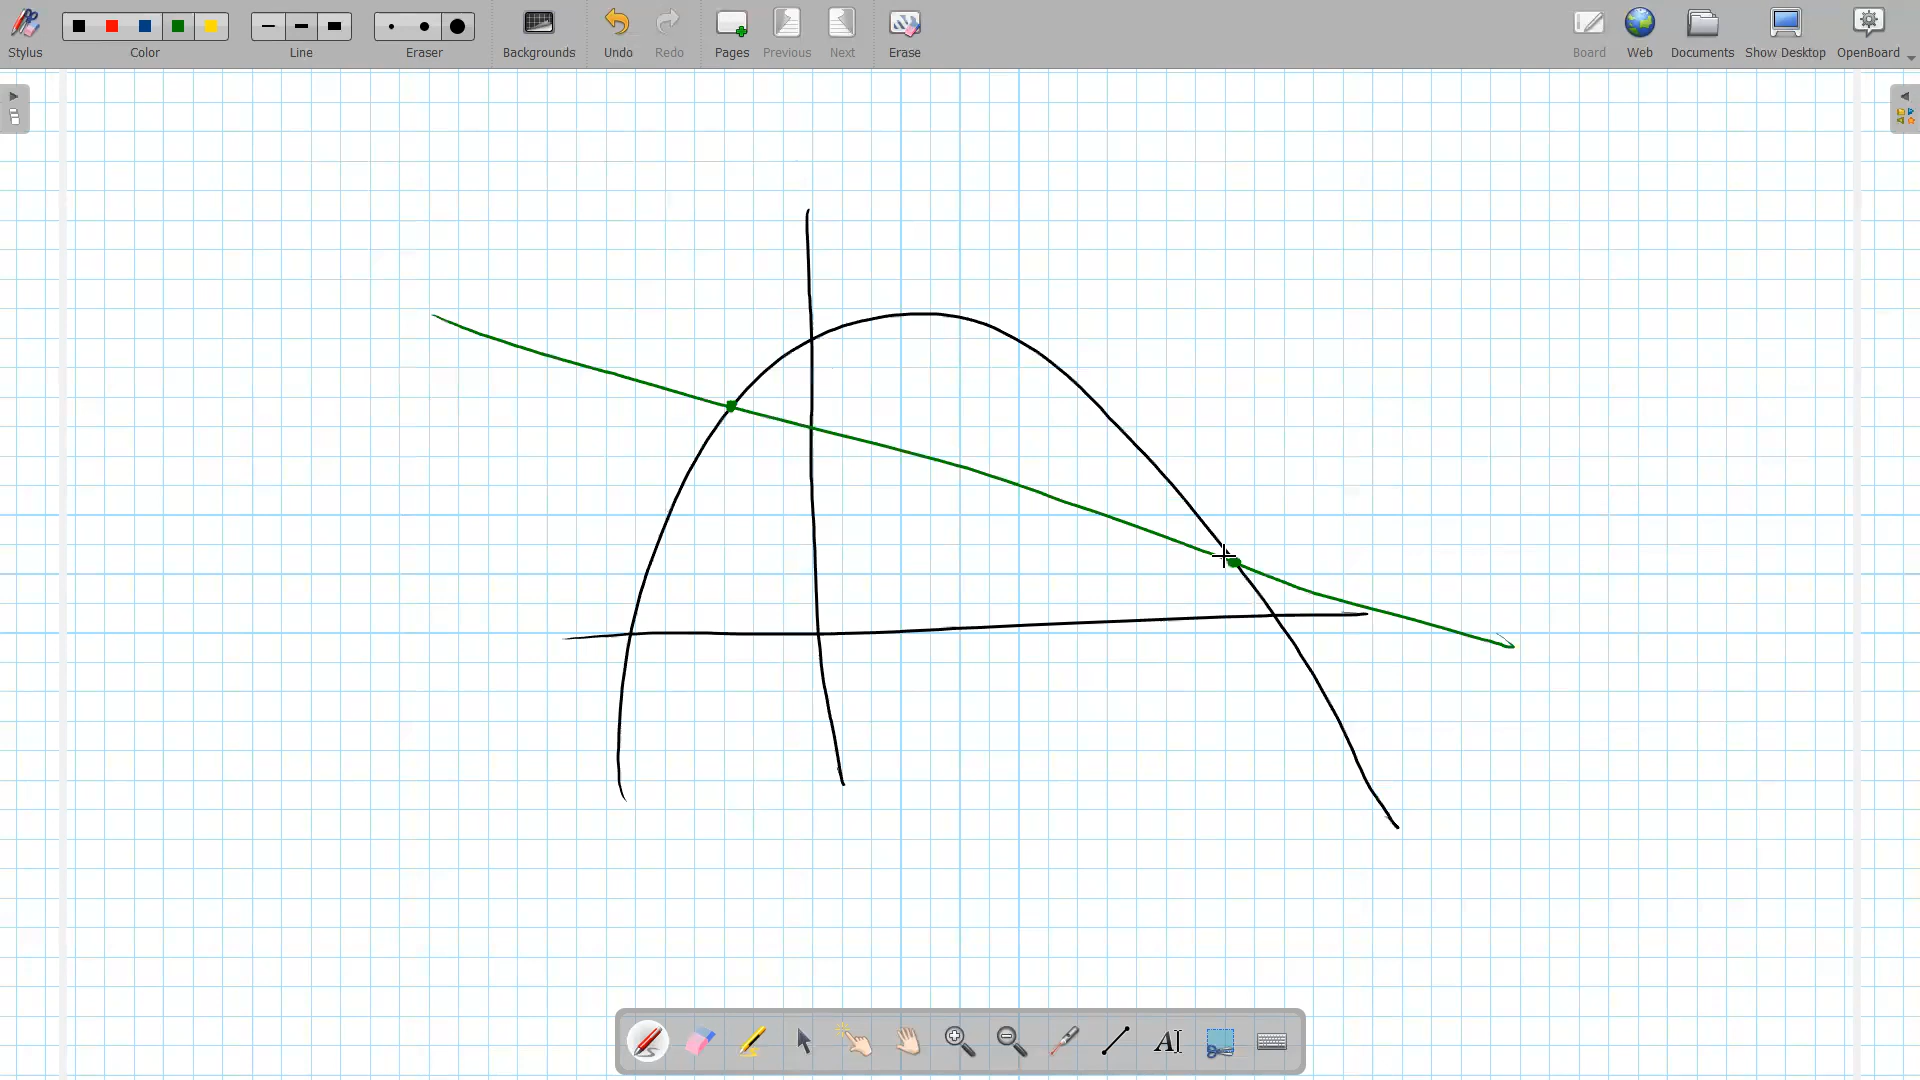 Stylus
Color
Line
Eraser
Backgrounds
Undo
Redo
Pages
Previous
Next
Erase
Board
Web
Documents
Show Desktop
OpenBoard